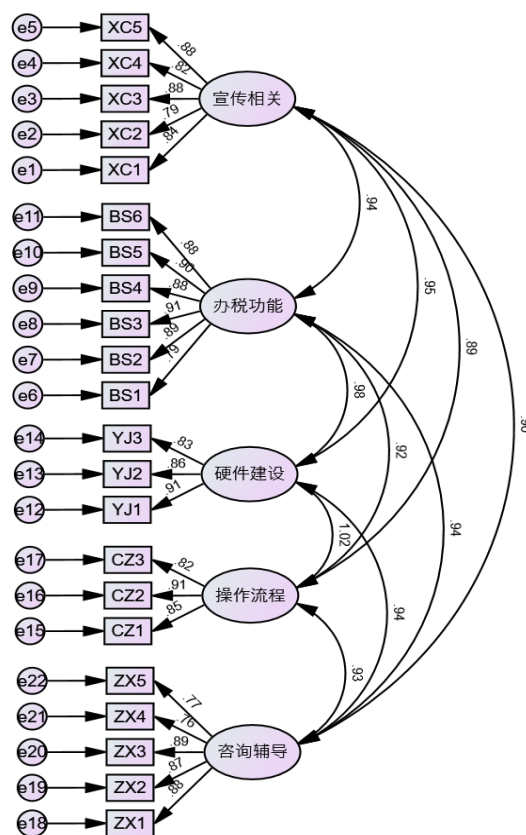 e5 XC5 .88
e4 XC4 .82
e3 XC3 .88 宣传相关
e2 XC2 .79
e1 XC1 .84
.94
e11 BS6 .88
e10 BS5 .90
.95
e9 BS4 .88 办税功能
e8 BS3 .91
e7 BS2 .89
.89
e6 BS1 .79
.98
e14 YJ3 .83
.92
e13 YJ2 .86 硬件建设
e12 YJ1 .91
.94
1.02
e17 CZ3 .82
e16 CZ2 .91 操作流程
.94
e15 CZ1 .85
.93
e22 ZX5 .77
e21 ZX4 .76
e20 ZX3 .89 咨询辅导
e19 ZX2 .87
e18 ZX1 .88